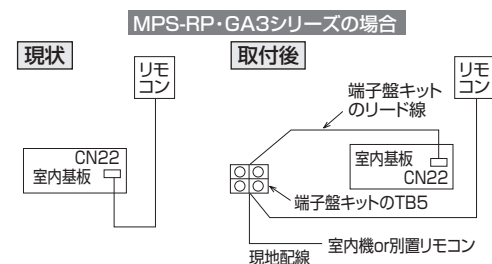 MPS-RP・GA3シリーズの場合
現状
リモ
コン
CN22
室内基板
取付後
リモ
コン
端子盤キット
のリード線
室内基板
CN22
端子盤キットのTB5
室内機or別置リモコン
現地配線